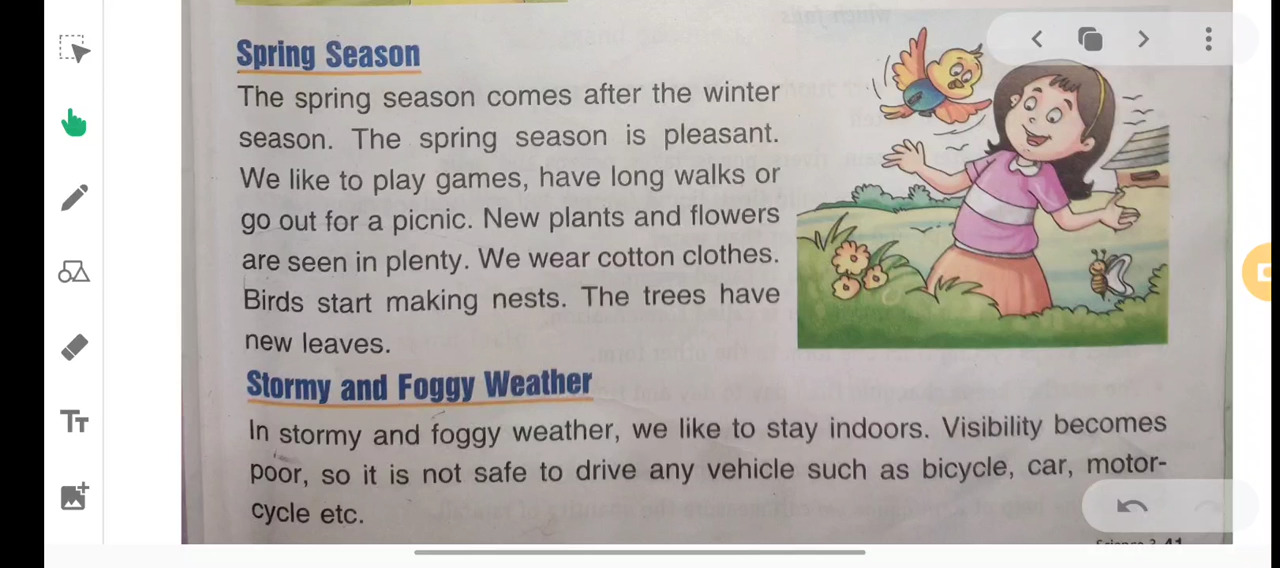 Spring Season
The spring season comes after the winter
season. The spring season is pleasant.
We like to play games, have long walks or
go out for a picnic. New plants and flowers
are seen in plenty. We wear cotton clothes.
Birds start making nests. The trees have
new leaves.
Stormy and Foggy Weather
In stormy and foggy weather, we like to stay indoors. Visibility becomes
poor, so it is not safe to drive any vehicle such as bicycle, car, motor-
cycle etc.